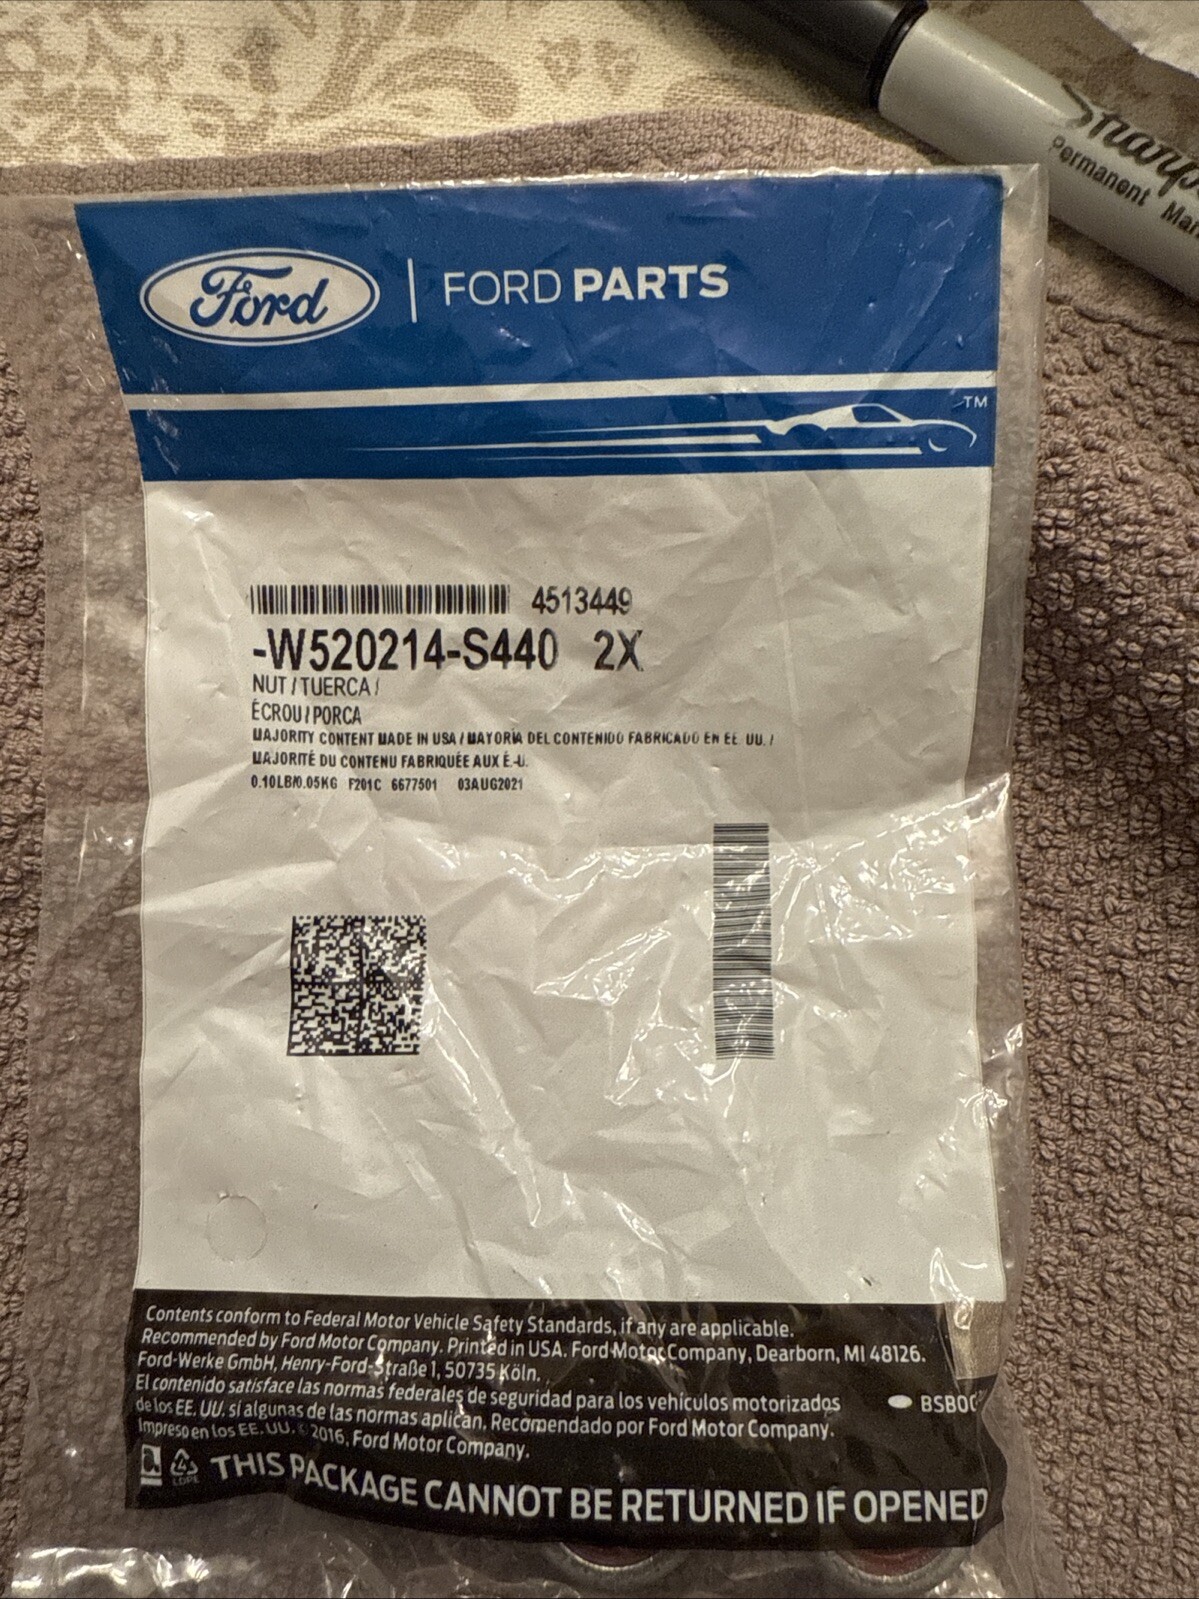 Sharp
Permanent Mar
Ford
FORD PARTS
TM
4513449
-W520214-S440 2X
NUT / TUERCA /
ÉCROU / PORCA
MAJORITY CONTENT MADE IN USA / MAYORÍA DEL CONTENIDO FABRICADO EN EE. UU. /
MAJORITÉ DU CONTENU FABRIQUÉE AUX É.-U.
0.10LB/0.05KG F201C 6677501 03AUG2021
Contents conform to Federal Motor Vehicle Safety Standards, if any are applicable.
Recommended by Ford Motor Company. Printed in USA. Ford Motor Company, Dearborn, MI 48126.
Ford-Werke GmbH, Henry-Ford-Straße 1, 50735 Köln.
El contenido satisface las normas federales de seguridad para los vehículos motorizados
de los EE. UU. sí algunas de las normas aplican. Recomendado por Ford Motor Company.
Impreso en los EE. UU. © 2016, Ford Motor Company.
BSB0
4
LDPE
THIS PACKAGE CANNOT BE RETURNED IF OPENED